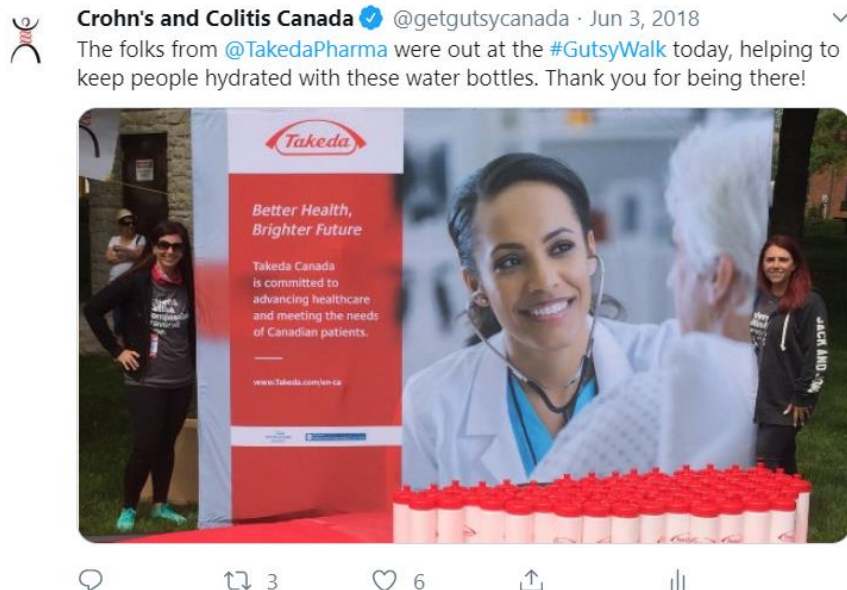 Crohn's and Colitis Canada @getgutsycanada · Jun 3, 2018
The folks from @TakedaPharma were out at the #GutsyWalk today, helping to
keep people hydrated with these water bottles. Thank you for being there!
Takeda
Better Health,
Brighter Future
Takeda Canada
is committed to
advancing healthcare
and meeting the needs
of Canadian patients.
www.Takeda.com/en-ca
JACK AND
3
6